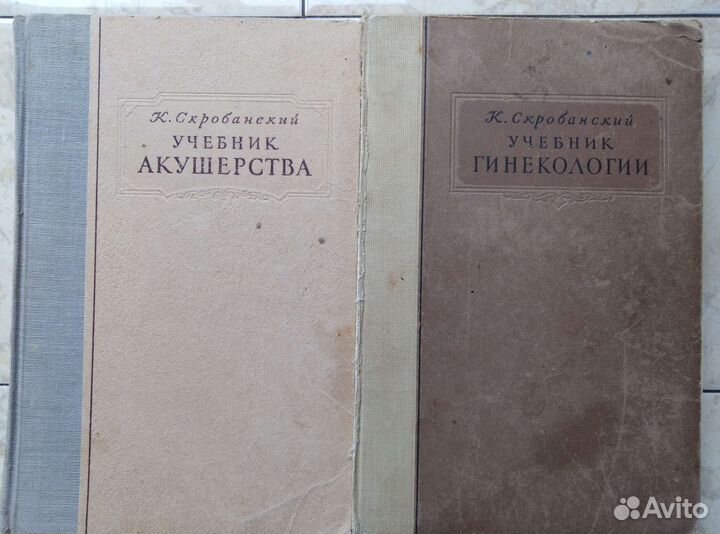 К. Скробанский
УЧЕБНИК
АКУШЕРСТВА
К. Скробанский
УЧЕБНИК
ГИНЕКОЛОГИИ
Avito